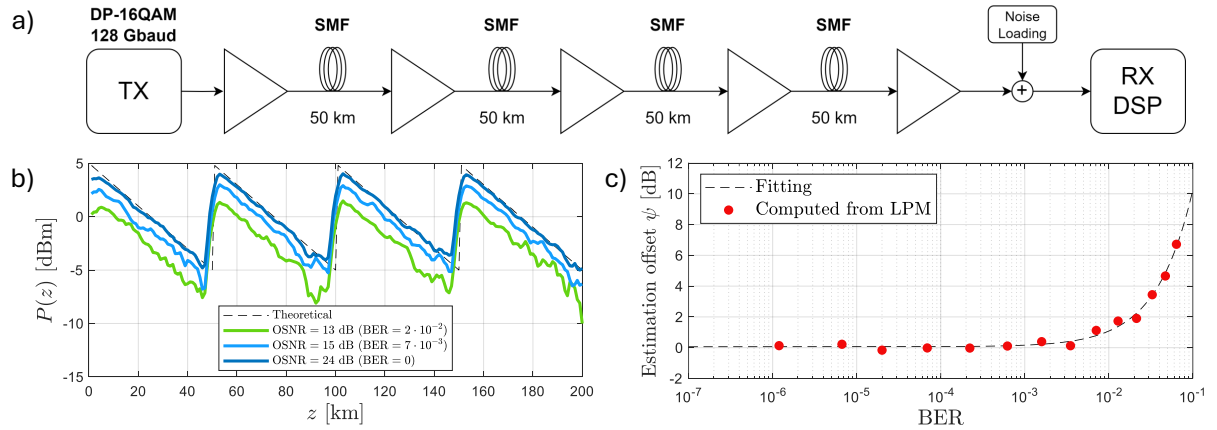 a)
DP-16QAM
128 Gbaud
TX
SMF
50 km
SMF
50 km
SMF
50 km
SMF
50 km
Noise
Loading
+
RX
DSP
b)
5
0
-5
-10
-15
P(z) [dBm]
0
20
40
60
80
100
120
140
160
180
200
z [km]
Theoretical
OSNR = 13 dB (BER = 2 · 10⁻²)
OSNR = 15 dB (BER = 7 · 10⁻³)
OSNR = 24 dB (BER = 0)
c)
12
10
8
6
4
2
0
-2
Estimation offset ψ [dB]
10⁻⁷
10⁻⁶
10⁻⁵
10⁻⁴
10⁻³
10⁻²
10⁻¹
BER
Fitting
Computed from LPM